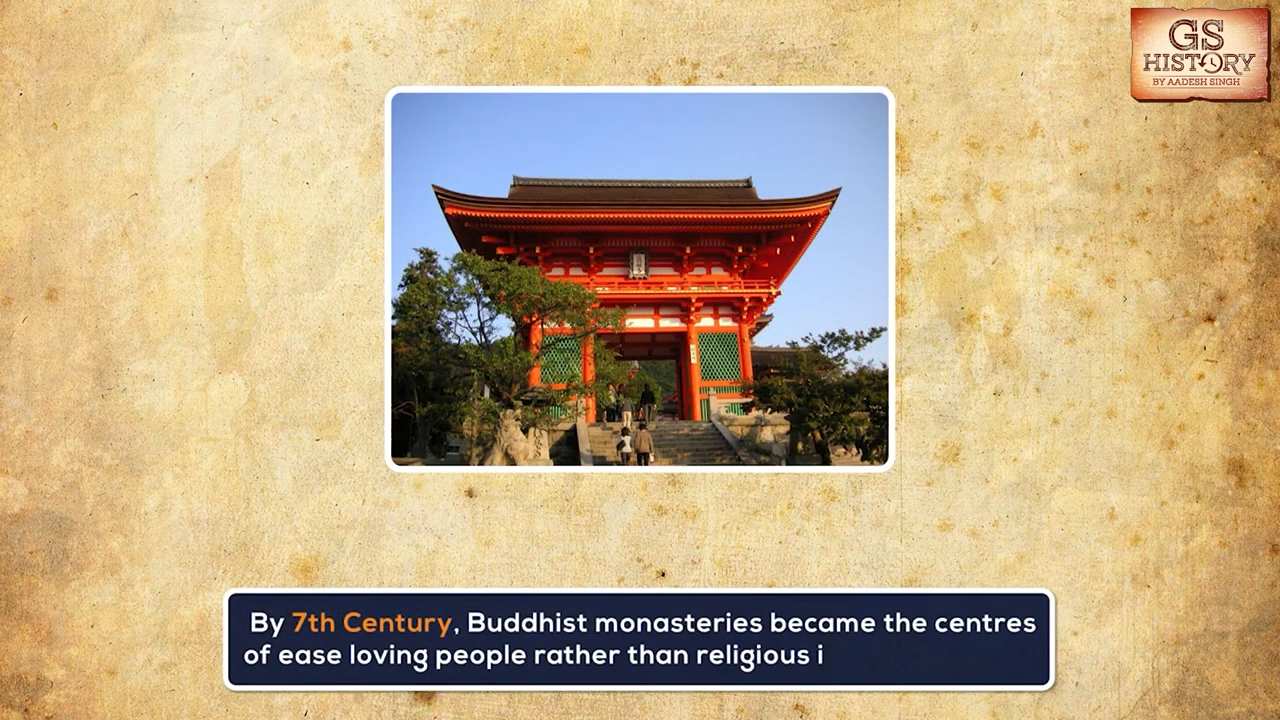 GS
HISTORY
BY AADESH SINGH
By 7th Century, Buddhist monasteries became the centres
of ease loving people rather than religious i